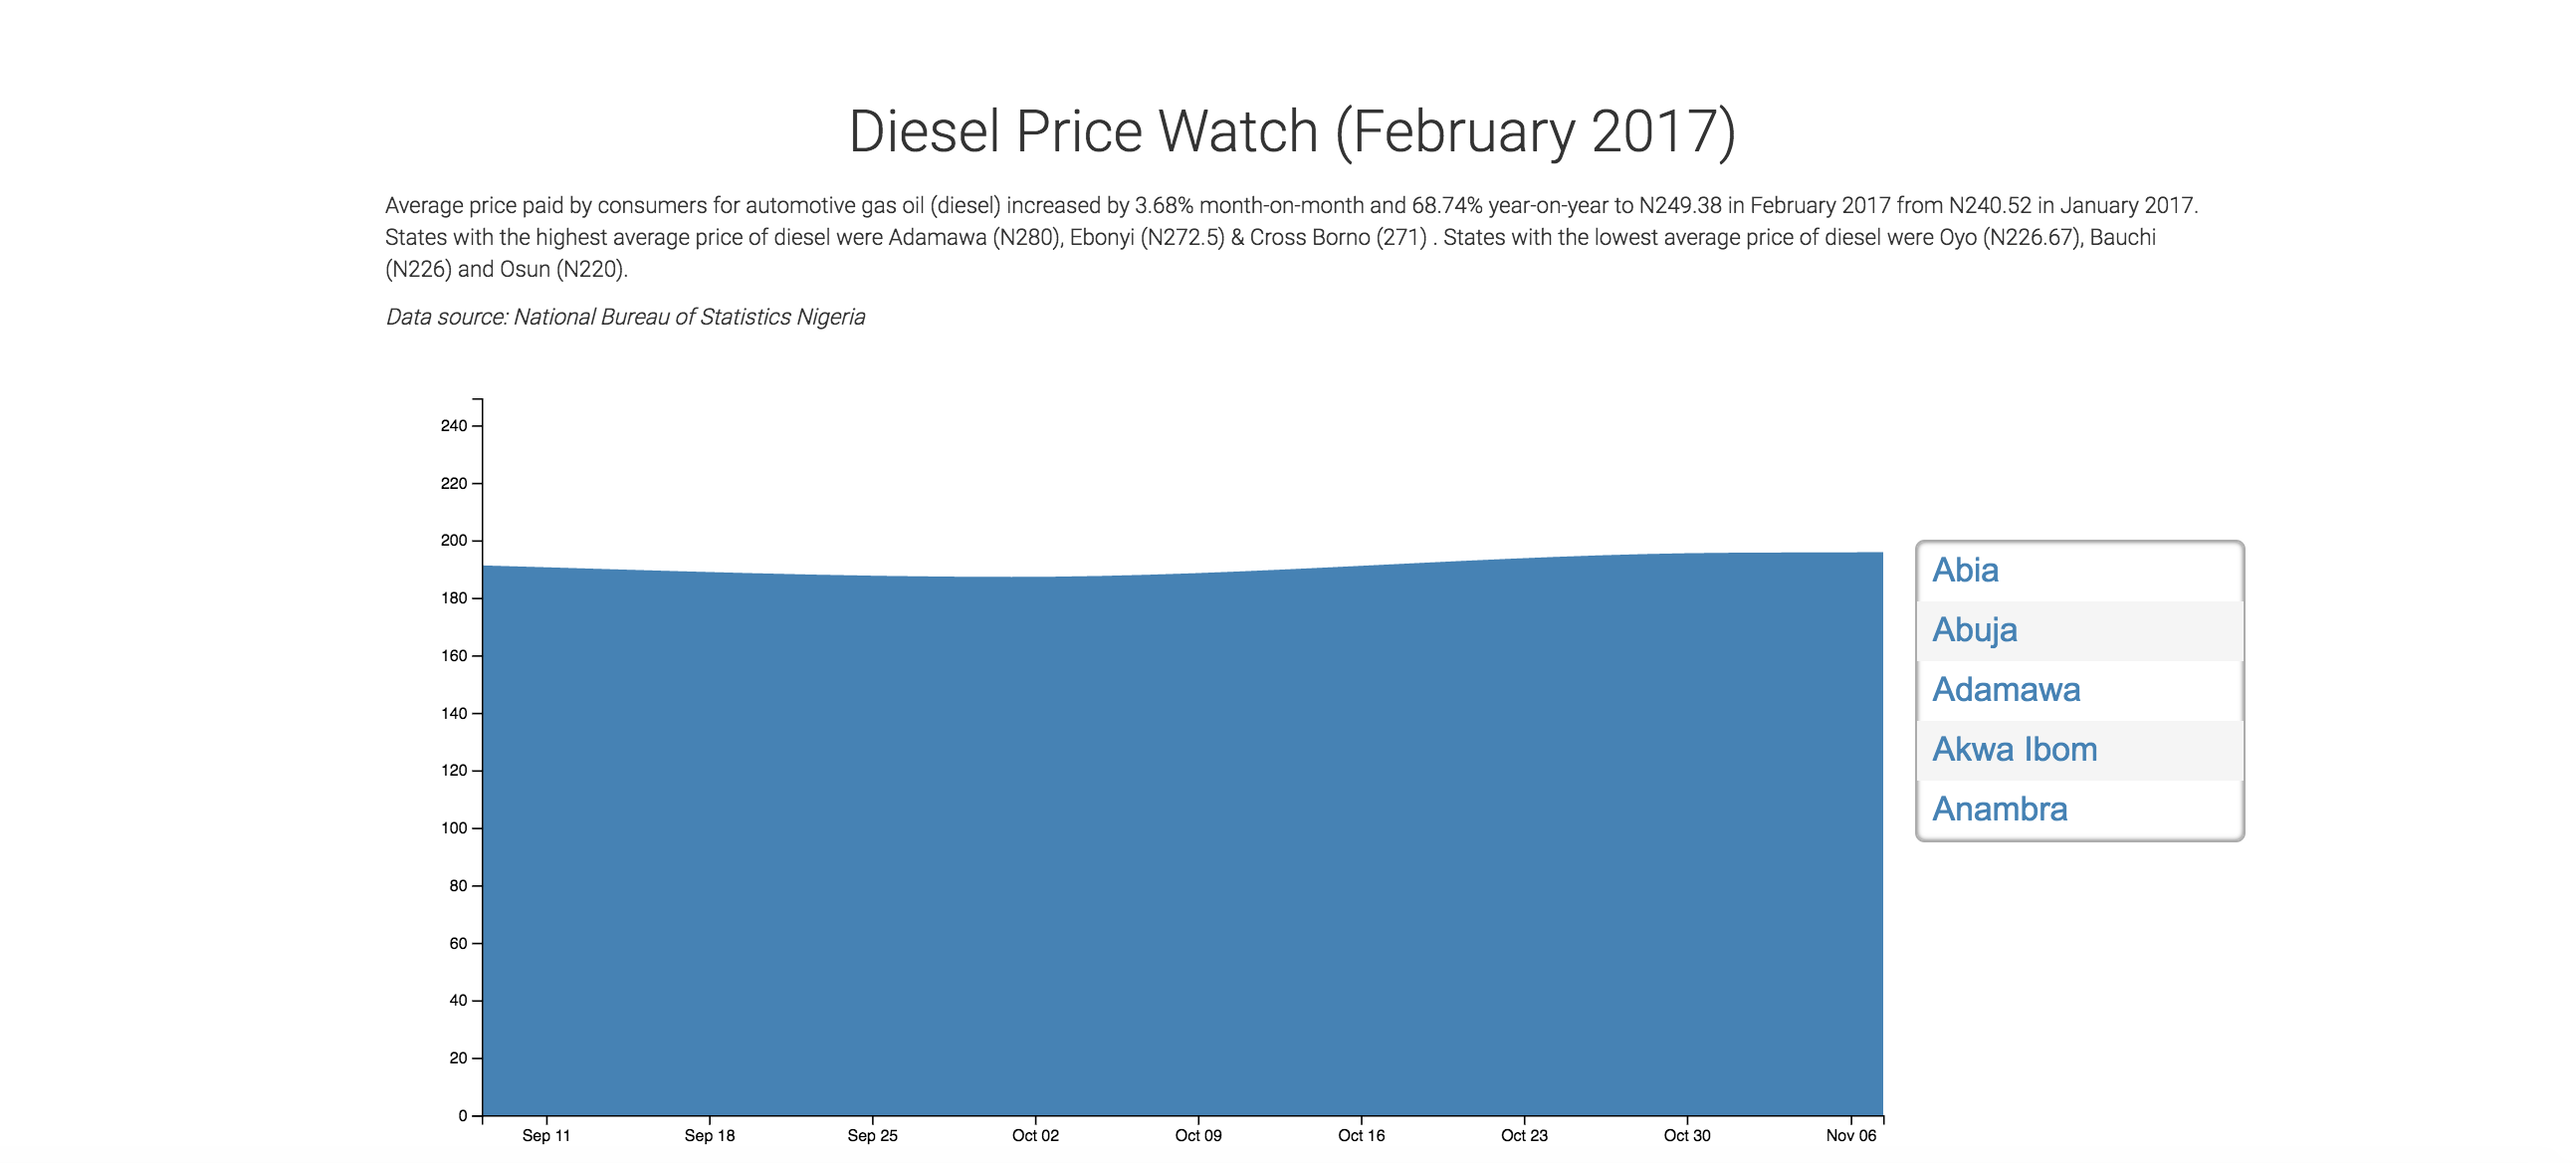 Diesel Price Watch (February 2017)
Average price paid by consumers for automotive gas oil (diesel) increased by 3.68% month-on-month and 68.74% year-on-year to N249.38 in February 2017 from N240.52 in January 2017.
States with the highest average price of diesel were Adamawa (N280), Ebonyi (N272.5) & Cross Borno (271) . States with the lowest average price of diesel were Oyo (N226.67), Bauchi
(N226) and Osun (N220).
Data source: National Bureau of Statistics Nigeria
240
220
200
180
160
140
120
100
80
60
40
20
0
Sep 11 Sep 18 Sep 25 Oct 02 Oct 09 Oct 16 Oct 23 Oct 30 Nov 06
Abia
Abuja
Adamawa
Akwa Ibom
Anambra